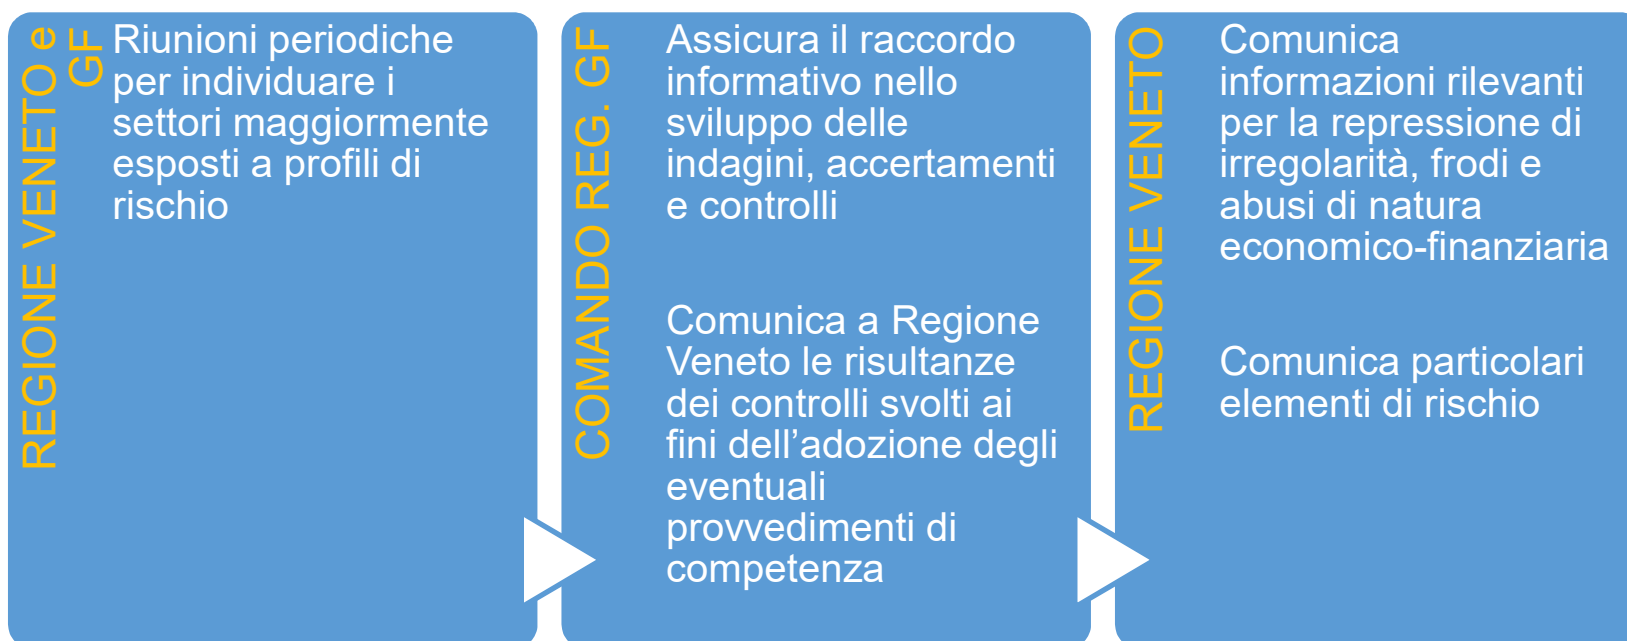 REGIONE VENETO e
GF
Riunioni periodiche
per individuare i
settori maggiormente
esposti a profili di
rischio
COMANDO REG. GF
Assicura il raccordo
informativo nello
sviluppo delle
indagini, accertamenti
e controlli
Comunica a Regione
Veneto le risultanze
dei controlli svolti ai
fini dell’adozione degli
eventuali
provvedimenti di
competenza
REGIONE VENETO
Comunica
informazioni rilevanti
per la repressione di
irregolarità, frodi e
abusi di natura
economico-finanziaria
Comunica particolari
elementi di rischio